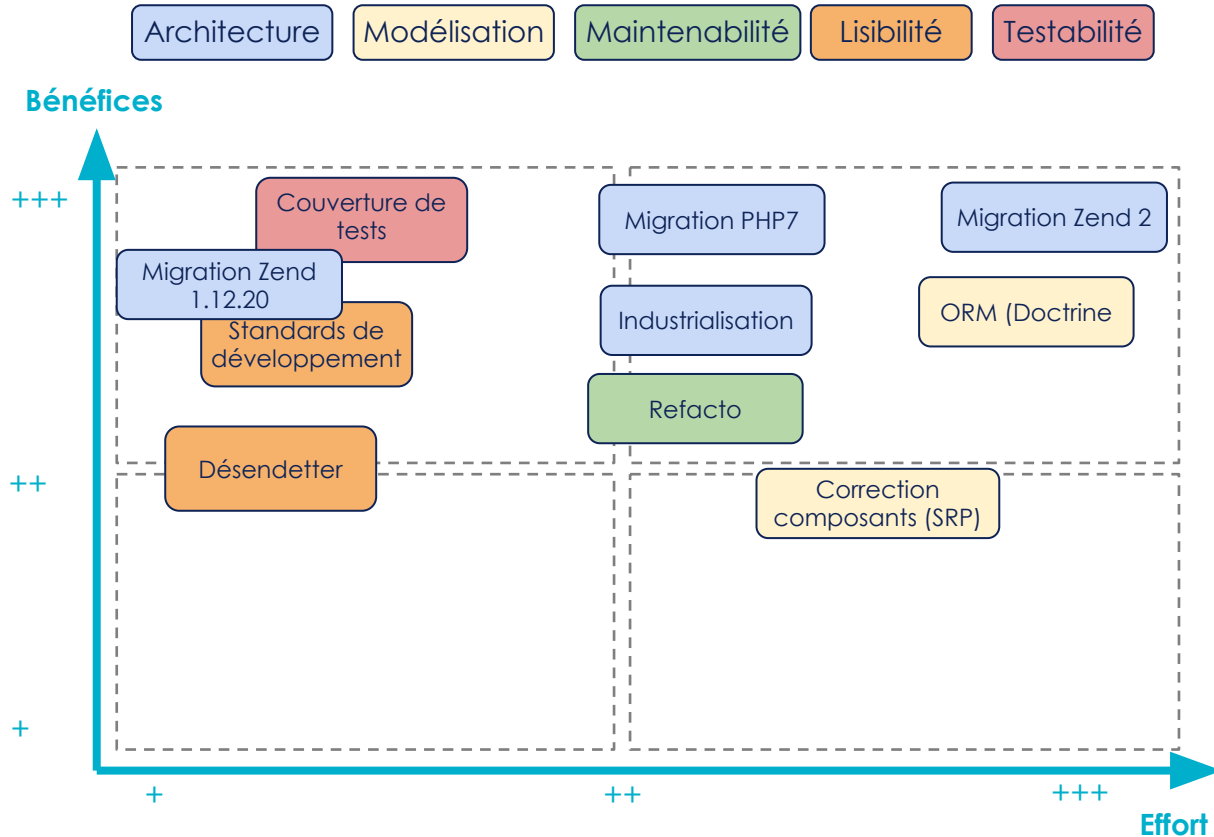 Architecture
Modélisation
Maintenabilité
Lisibilité
Testabilité
Bénéfices
+++
Couverture de
tests
Migration PHP7
Migration Zend 2
Migration Zend
1.12.20
Industrialisation
ORM (Doctrine
Standards de
développement
Refacto
Désendetter
++
Correction
composants (SRP)
+
+
++
+++
Effort